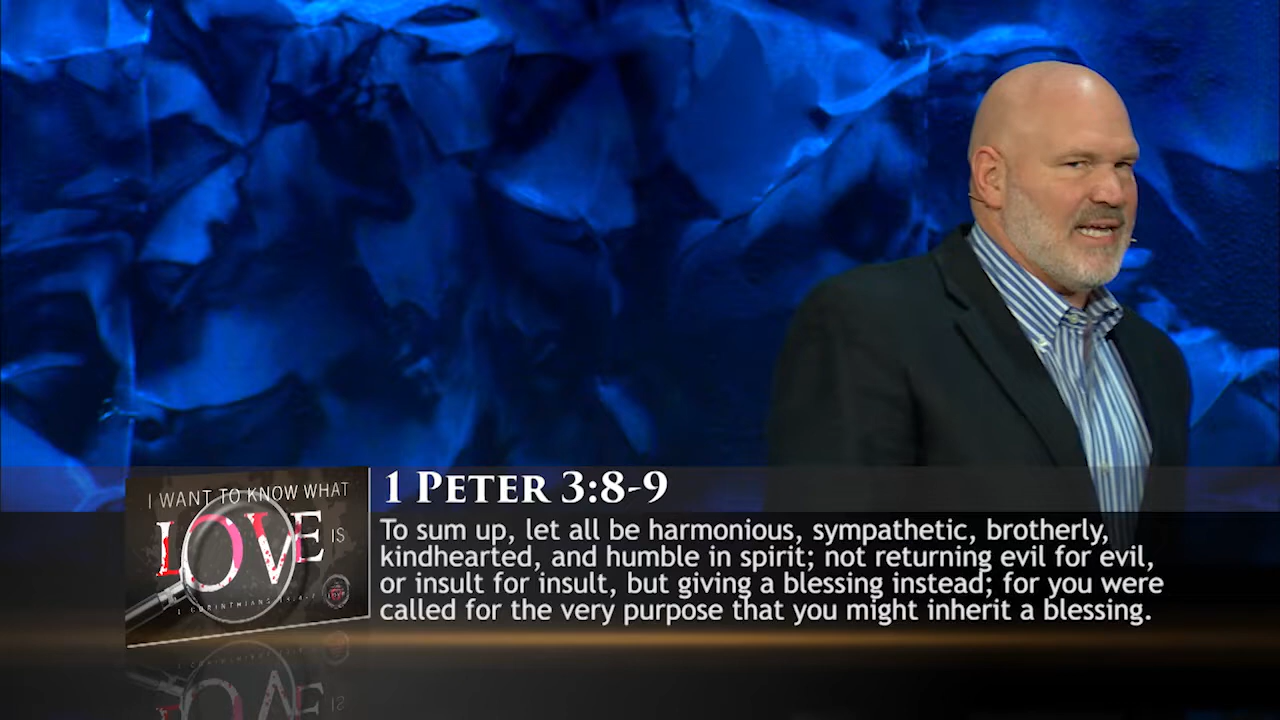 1 PETER 3:8-9
To sum up, let all be harmonious, sympathetic, brotherly,
kindhearted, and humble in spirit; not returning evil for evil,
or insult for insult, but giving a blessing instead; for you were
called for the very purpose that you might inherit a blessing.
I WANT TO KNOW WHAT
LOVE IS
1 CORINTHIANS